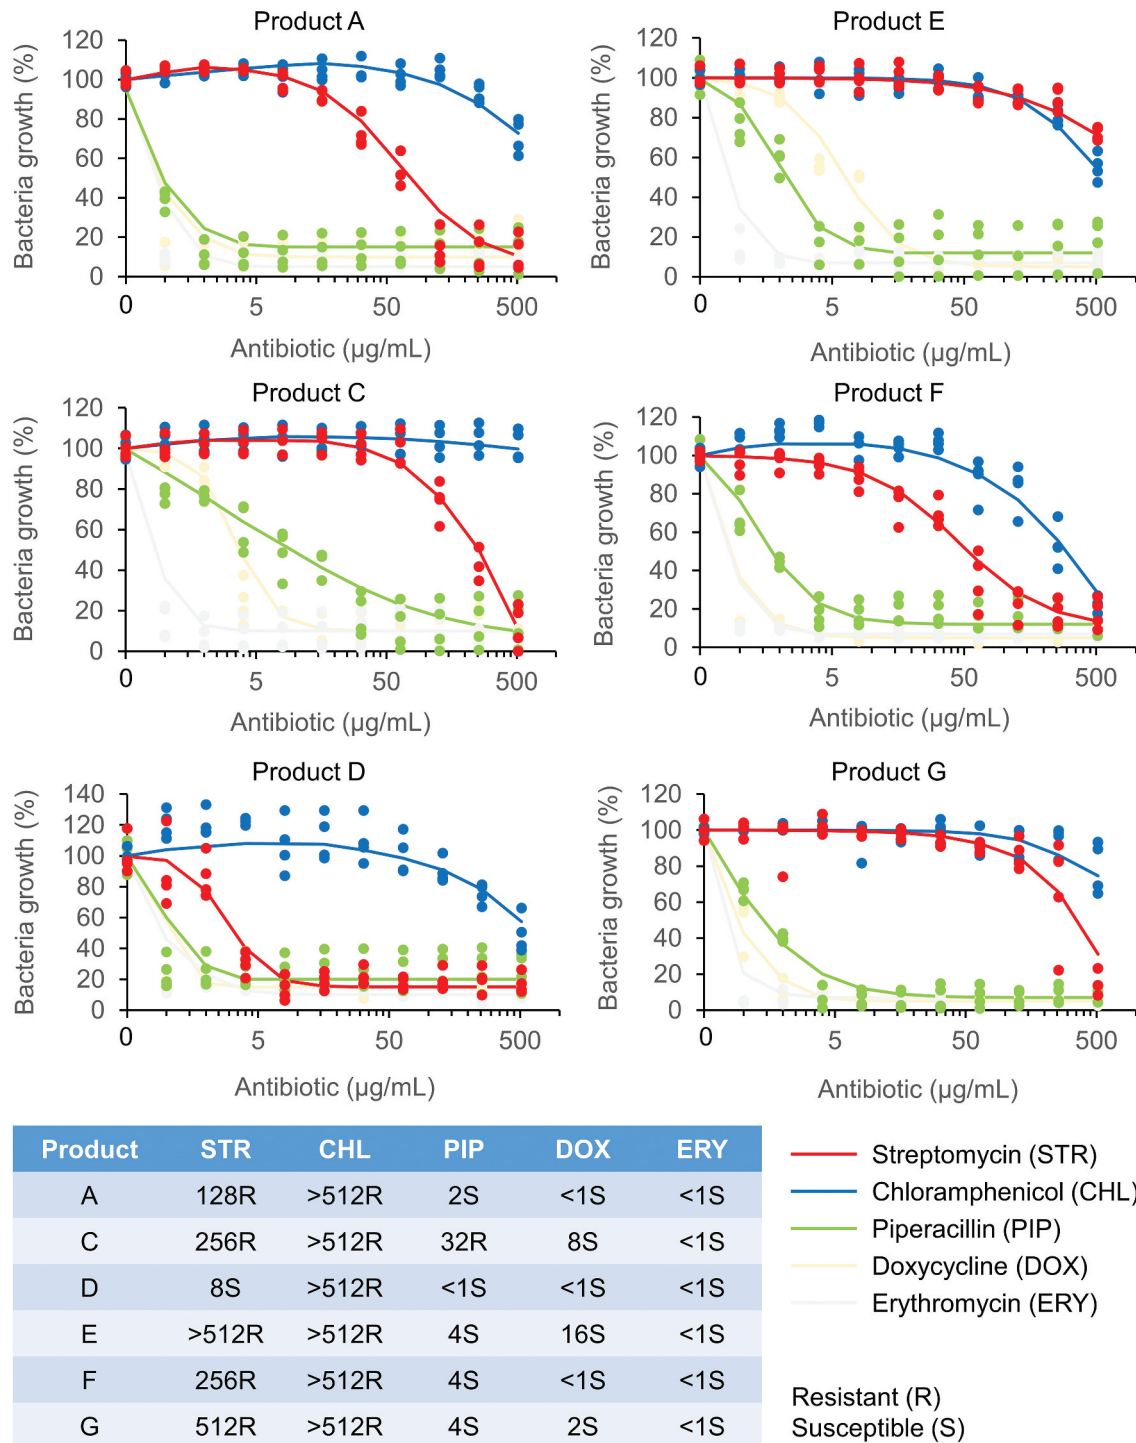 Product A
120
100
80
60
40
20
0
0 5 50 500
Bacteria growth (%)
Antibiotic (µg/mL)
Product E
120
100
80
60
40
20
0
0 5 50 500
Bacteria growth (%)
Antibiotic (µg/mL)
Product C
120
100
80
60
40
20
0
0 5 50 500
Bacteria growth (%)
Antibiotic (µg/mL)
Product F
120
100
80
60
40
20
0
0 5 50 500
Bacteria growth (%)
Antibiotic (µg/mL)
Product D
140
120
100
80
60
40
20
0
0 5 50 500
Bacteria growth (%)
Antibiotic (µg/mL)
Product G
120
100
80
60
40
20
0
0 5 50 500
Bacteria growth (%)
Antibiotic (µg/mL)
Product STR CHL PIP DOX ERY
A 128R >512R 2S <1S <1S
C 256R >512R 32R 8S <1S
D 8S >512R <1S <1S <1S
E >512R >512R 4S 16S <1S
F 256R >512R 4S <1S <1S
G 512R >512R 4S 2S <1S
Streptomycin (STR)
Chloramphenicol (CHL)
Piperacillin (PIP)
Doxycycline (DOX)
Erythromycin (ERY)
Resistant (R)
Susceptible (S)